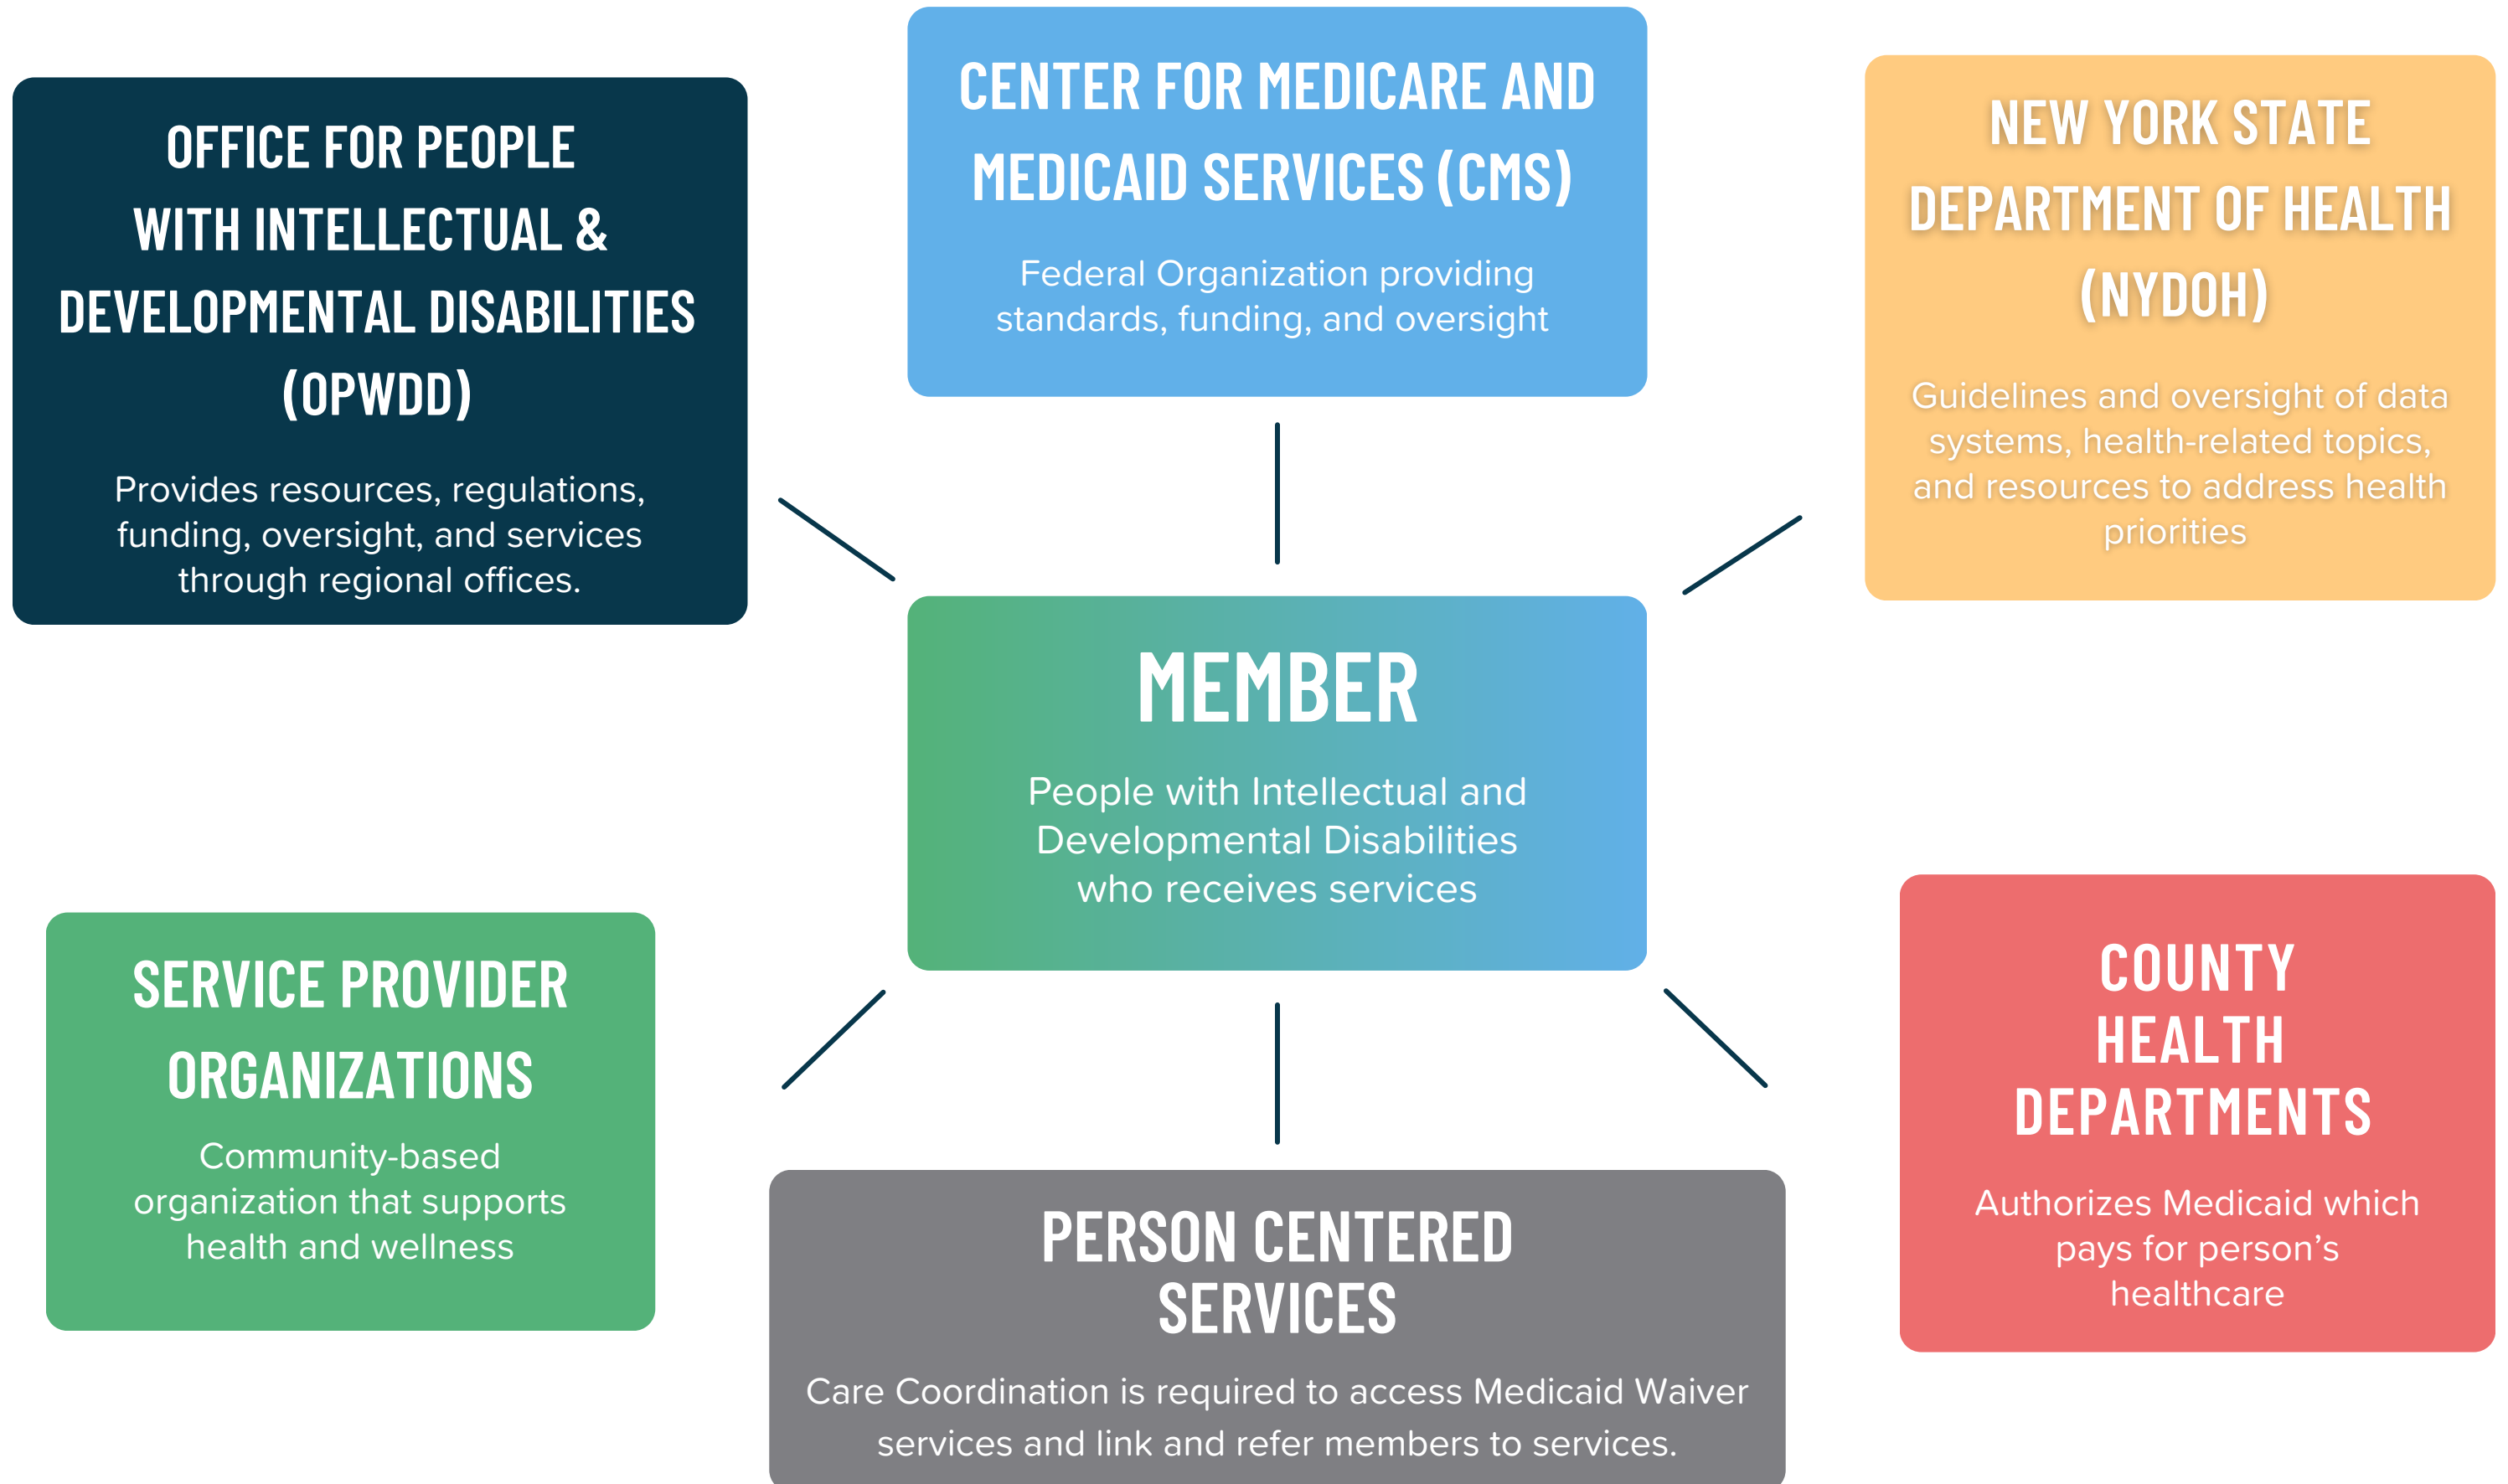 OFFICE FOR PEOPLE
WITH INTELLECTUAL &
DEVELOPMENTAL DISABILITIES
(OPWDD)
Provides resources, regulations,
funding, oversight, and services
through regional offices.
CENTER FOR MEDICARE AND
MEDICAID SERVICES (CMS)
Federal Organization providing
standards, funding, and oversight
NEW YORK STATE
DEPARTMENT OF HEALTH
(NYDOH)
Guidelines and oversight of data
systems, health-related topics,
and resources to address health
priorities
MEMBER
People with Intellectual and
Developmental Disabilities
who receives services
SERVICE PROVIDER
ORGANIZATIONS
Community-based
organization that supports
health and wellness
PERSON CENTERED
SERVICES
Care Coordination is required to access Medicaid Waiver
services and link and refer members to services.
COUNTY
HEALTH
DEPARTMENTS
Authorizes Medicaid which
pays for person’s
healthcare